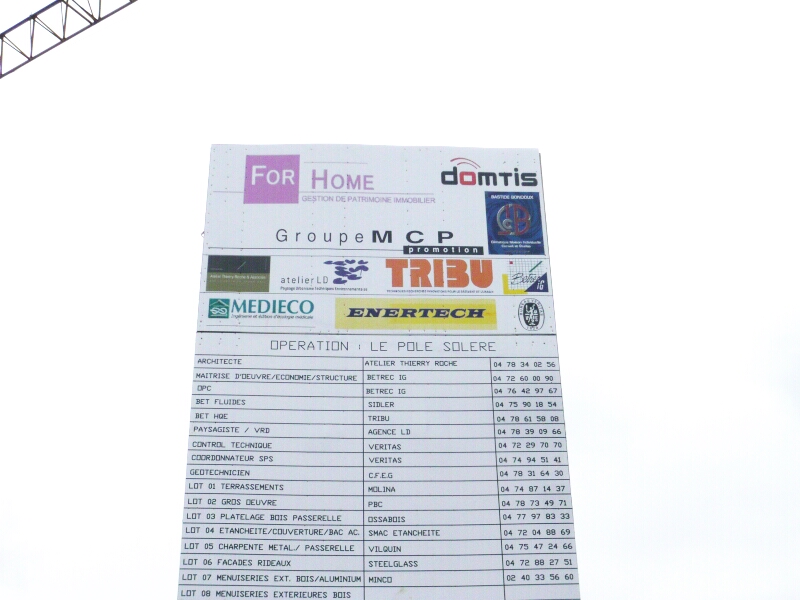 FOR HOME
GESTION DE PATRIMOINE IMMOBILIER
domtis
BASTIDE BONDOUX
Groupe MCP
promotion
atelier LD
TRIBU
MEDIECO
ENERTECH
OPERATION : LE POLE SOLERE
ARCHITECTE ATELIER THIERRY ROCHE 04 78 34 02 56
MAITRISE D'OEUVRE/ECONOMIE/STRUCTURE BETREC IG 04 72 60 00 90
OPC BETREC IG 04 76 42 97 67
BET FLUIDES SIDLER 04 75 90 18 54
BET HQE TRIBU 04 78 61 58 08
PAYSAGISTE / VRD AGENCE LD 04 78 39 09 66
CONTROL TECHNIQUE VERITAS 04 72 29 70 70
COORDONNATEUR SPS VERITAS 04 74 94 51 41
GEOTECHNICIEN C.F.E.G 04 78 31 64 30
LOT 01 TERRASSEMENTS MOLINA 04 74 87 14 37
LOT 02 GROS OEUVRE PBC 04 78 73 49 71
LOT 03 PLATELAGE BOIS PASSERELLE OSSABOIS 04 77 97 83 33
LOT 04 ETANCHEITE/COUVERTURE/BAC AC. SMAC ETANCHEITE 04 72 04 88 69
LOT 05 CHARPENTE METAL./ PASSERELLE VILQUIN 04 75 47 24 66
LOT 06 FACADES RIDEAUX STEELGLASS 04 72 88 27 51
LOT 07 MENUISERIES EXT. BOIS/ALUMINIUM MINCO 02 40 33 56 60
LOT 08 MENUISERIES EXTERIEURES BOIS